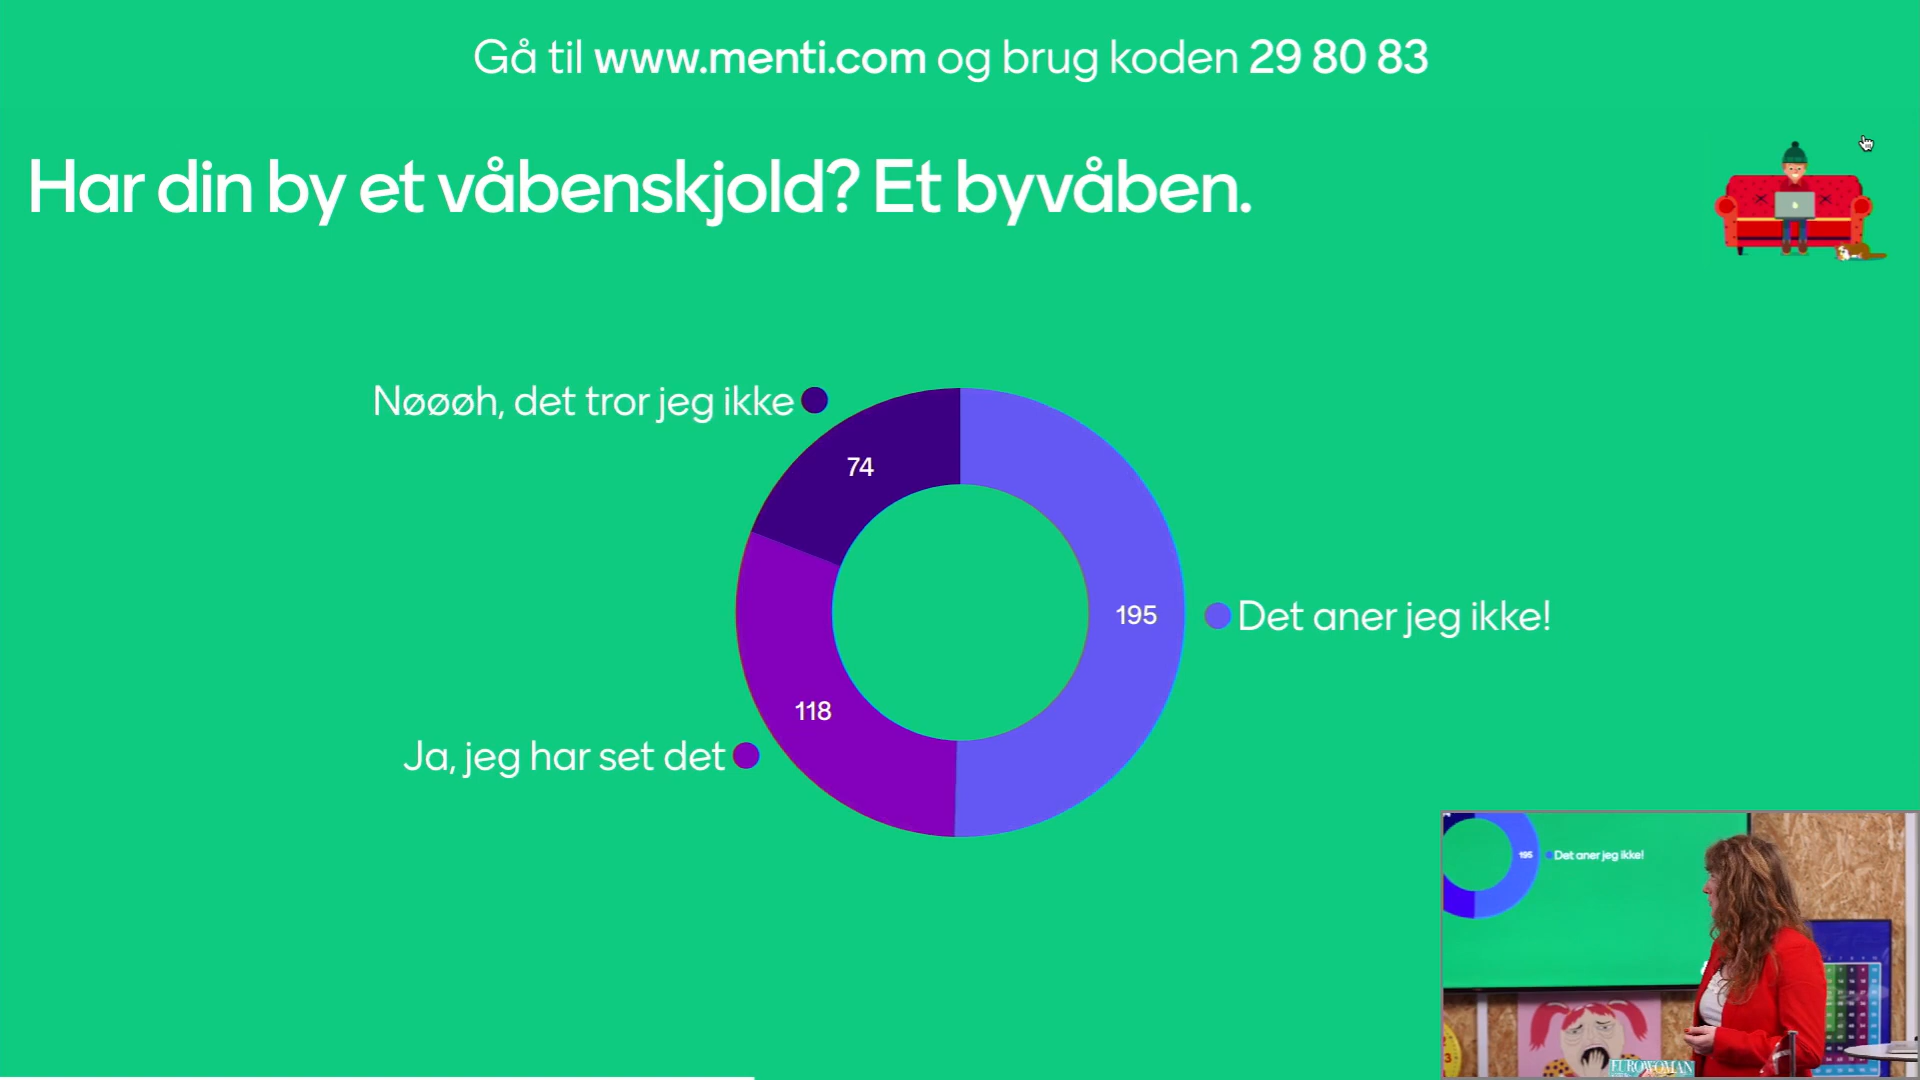 Gå til www.menti.com og brug koden 29 80 83
Har din by et våbenskjold? Et byvåben.
Nøøøh, det tror jeg ikke
74
195
Det aner jeg ikke!
118
Ja, jeg har set det
195
Det aner jeg ikke!
EUROWOMAN